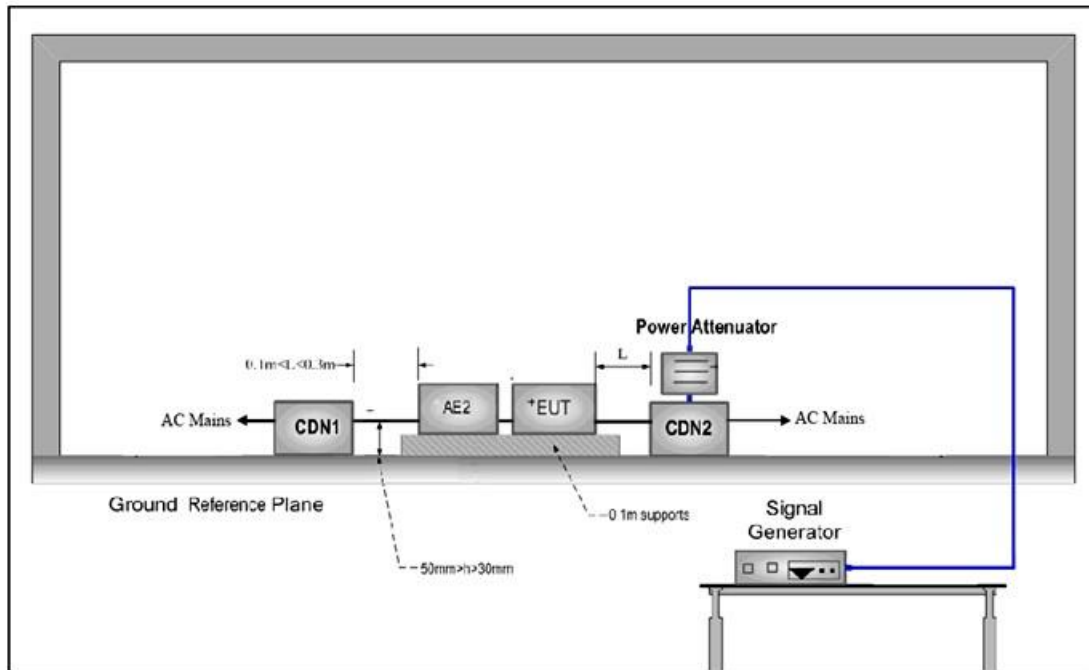 Power Attenuator
0.1m<L<0.3m
L
AE2
+EUT
AC Mains
CDN1
CDN2
AC Mains
Ground Reference Plane
0 1m supports
Signal
Generator
50mm>h>30mm